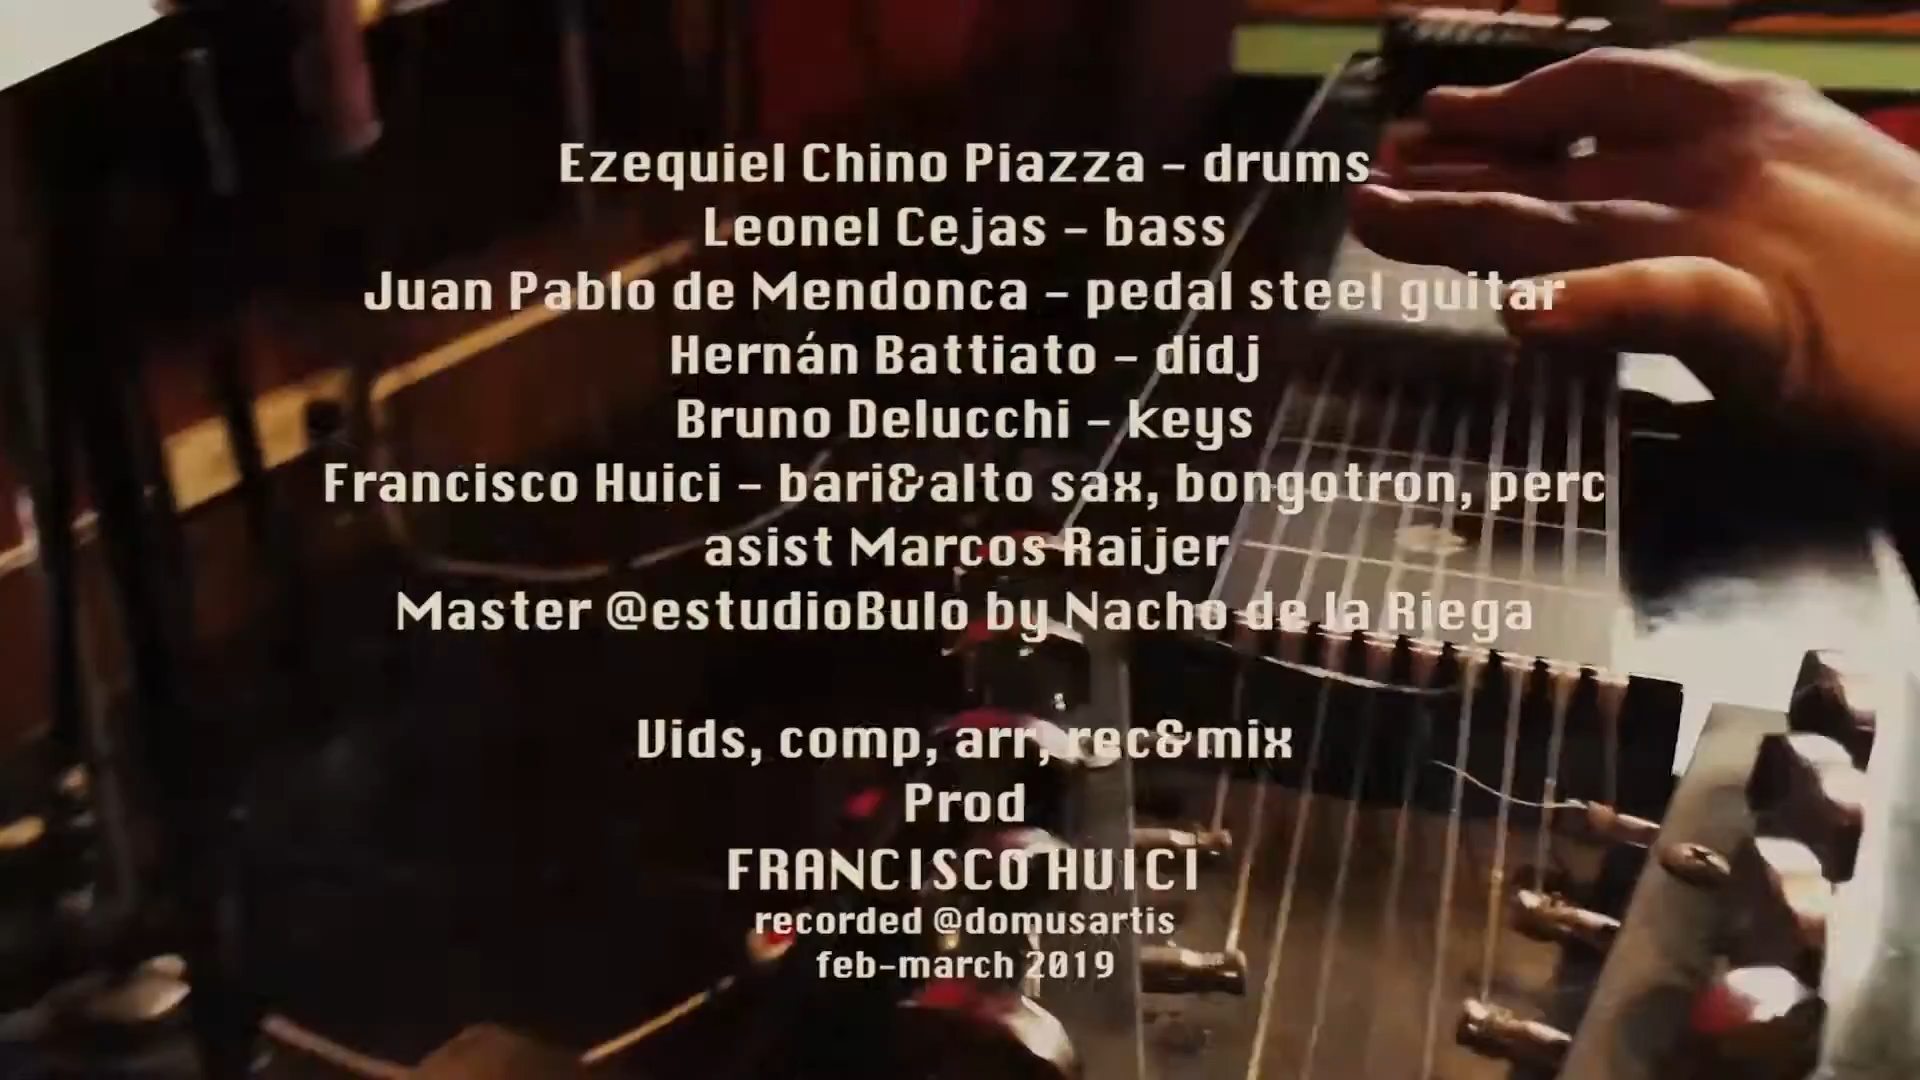 Ezequiel Chino Piazza - drums
Leonel Cejas - bass
Juan Pablo de Mendonca - pedal steel guitar
Hernán Battiato - didj
Bruno Delucchi - keys
Francisco Huici - bari&alto sax, bongotron, perc
asist Marcos Raijer
Master @estudioBulo by Nacho de la Riega
Vids, comp, arr, rec&mix
Prod
FRANCISCO HUICI
recorded @domusartis
feb-march 2019